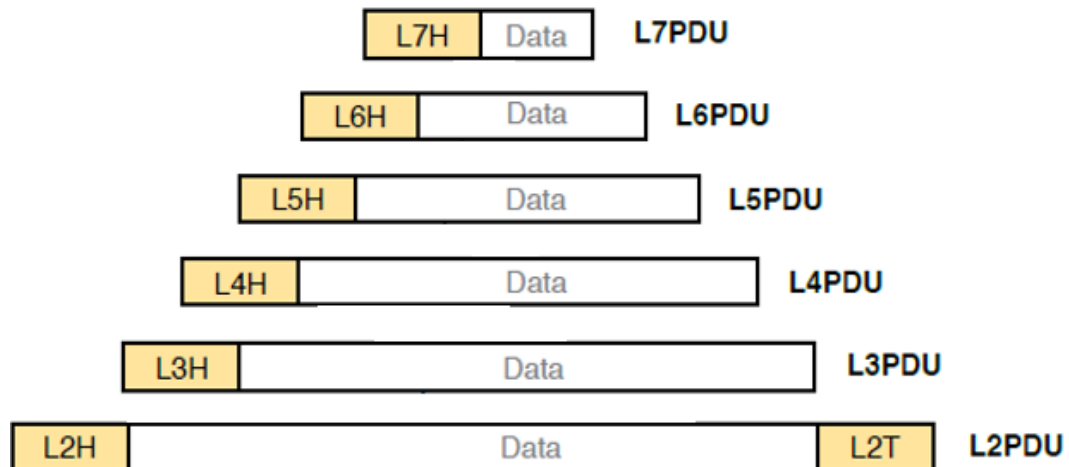 L7H Data L7PDU
L6H Data L6PDU
L5H Data L5PDU
L4H Data L4PDU
L3H Data L3PDU
L2H Data L2T L2PDU